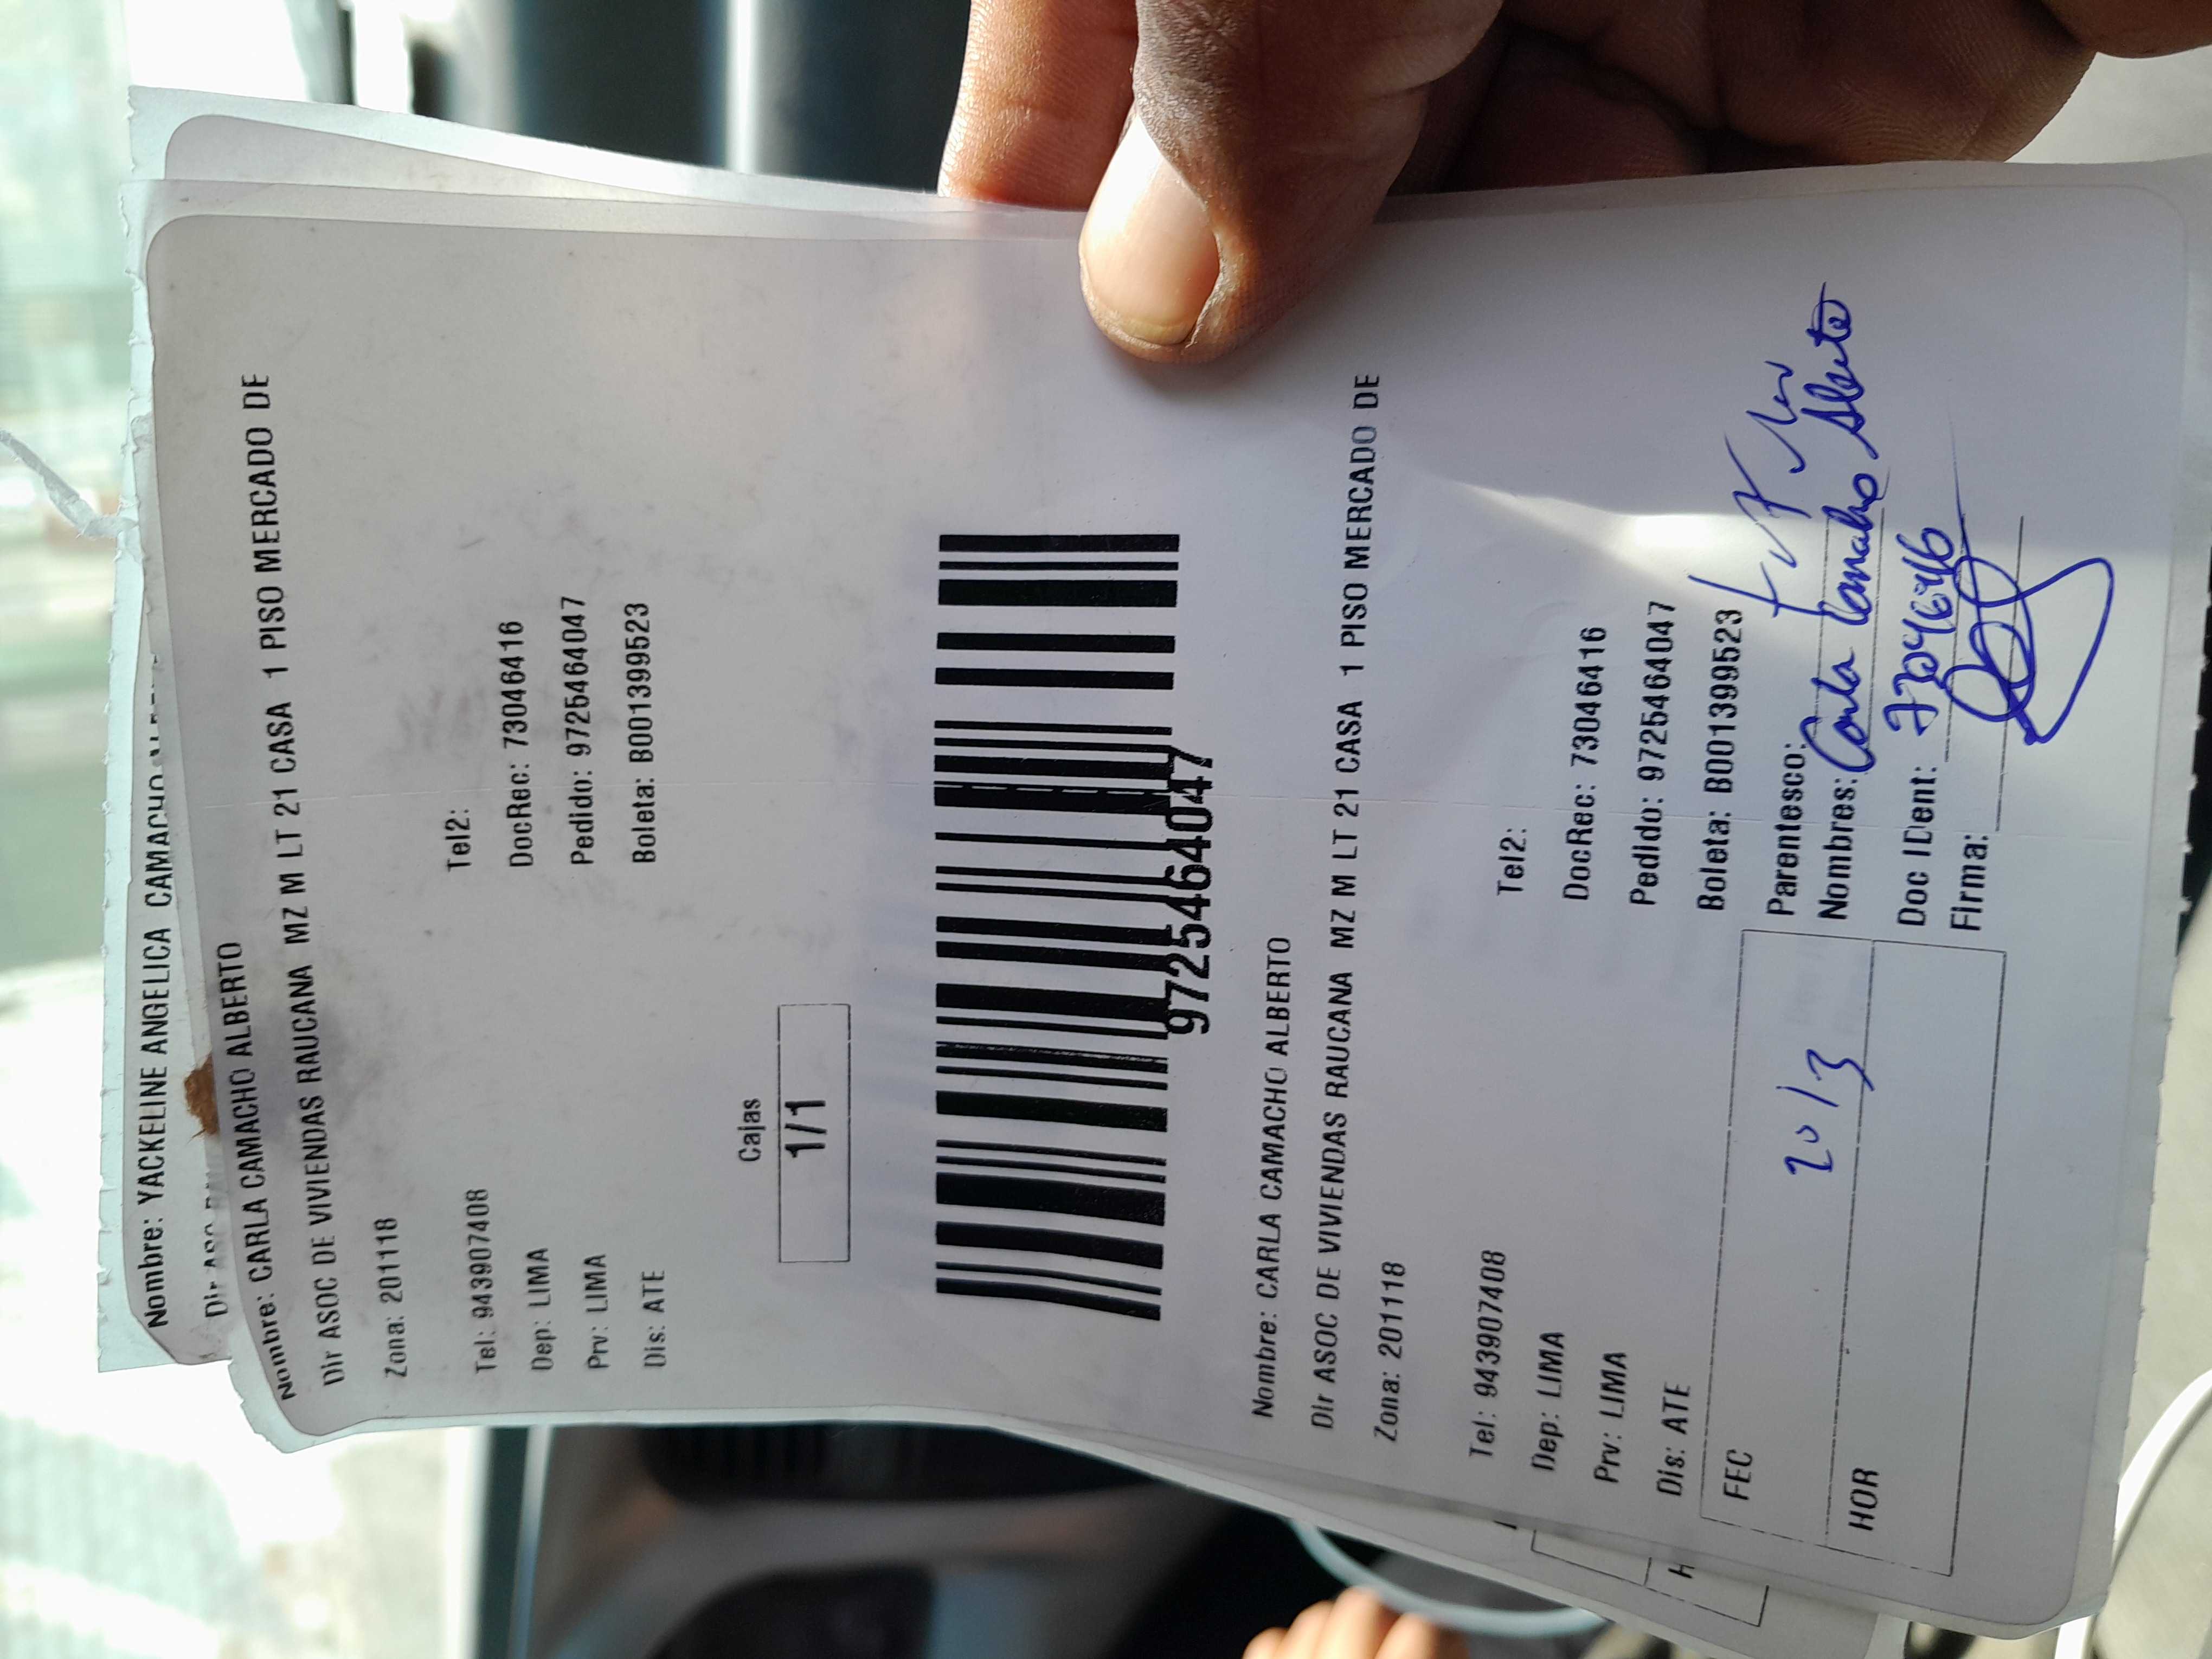 Nombre: YACKELINE ANGELICA CAMACHO
Dir ASO
Nombre: CARLA CAMACHO ALBERTO
Dir ASOC DE VIVIENDAS RAUCANA MZ M LT 21 CASA 1 PISO MERCADO DE
Zona: 201118
Tel: 943907408 Tel2:
Dep: LIMA DocRec: 73046416
Prv: LIMA Pedido: 972546404​7
Dis: ATE Boleta: B001399523
Cajas
1/1
9725464047
Nombre: CARLA CAMACHO ALBERTO
Dir ASOC DE VIVIENDAS RAUCANA MZ M LT 21 CASA 1 PISO MERCADO DE
Zona: 201118
Tel: 943907408 Tel2:
Dep: LIMA DocRec: 73046416
Prv: LIMA Pedido: 9725464047
Dis: ATE Boleta: B001399523
FEC 20/3 Parentesco:
Nombres: Carla Camacho Alberto
HOR Doc IDent:
Firma:
H